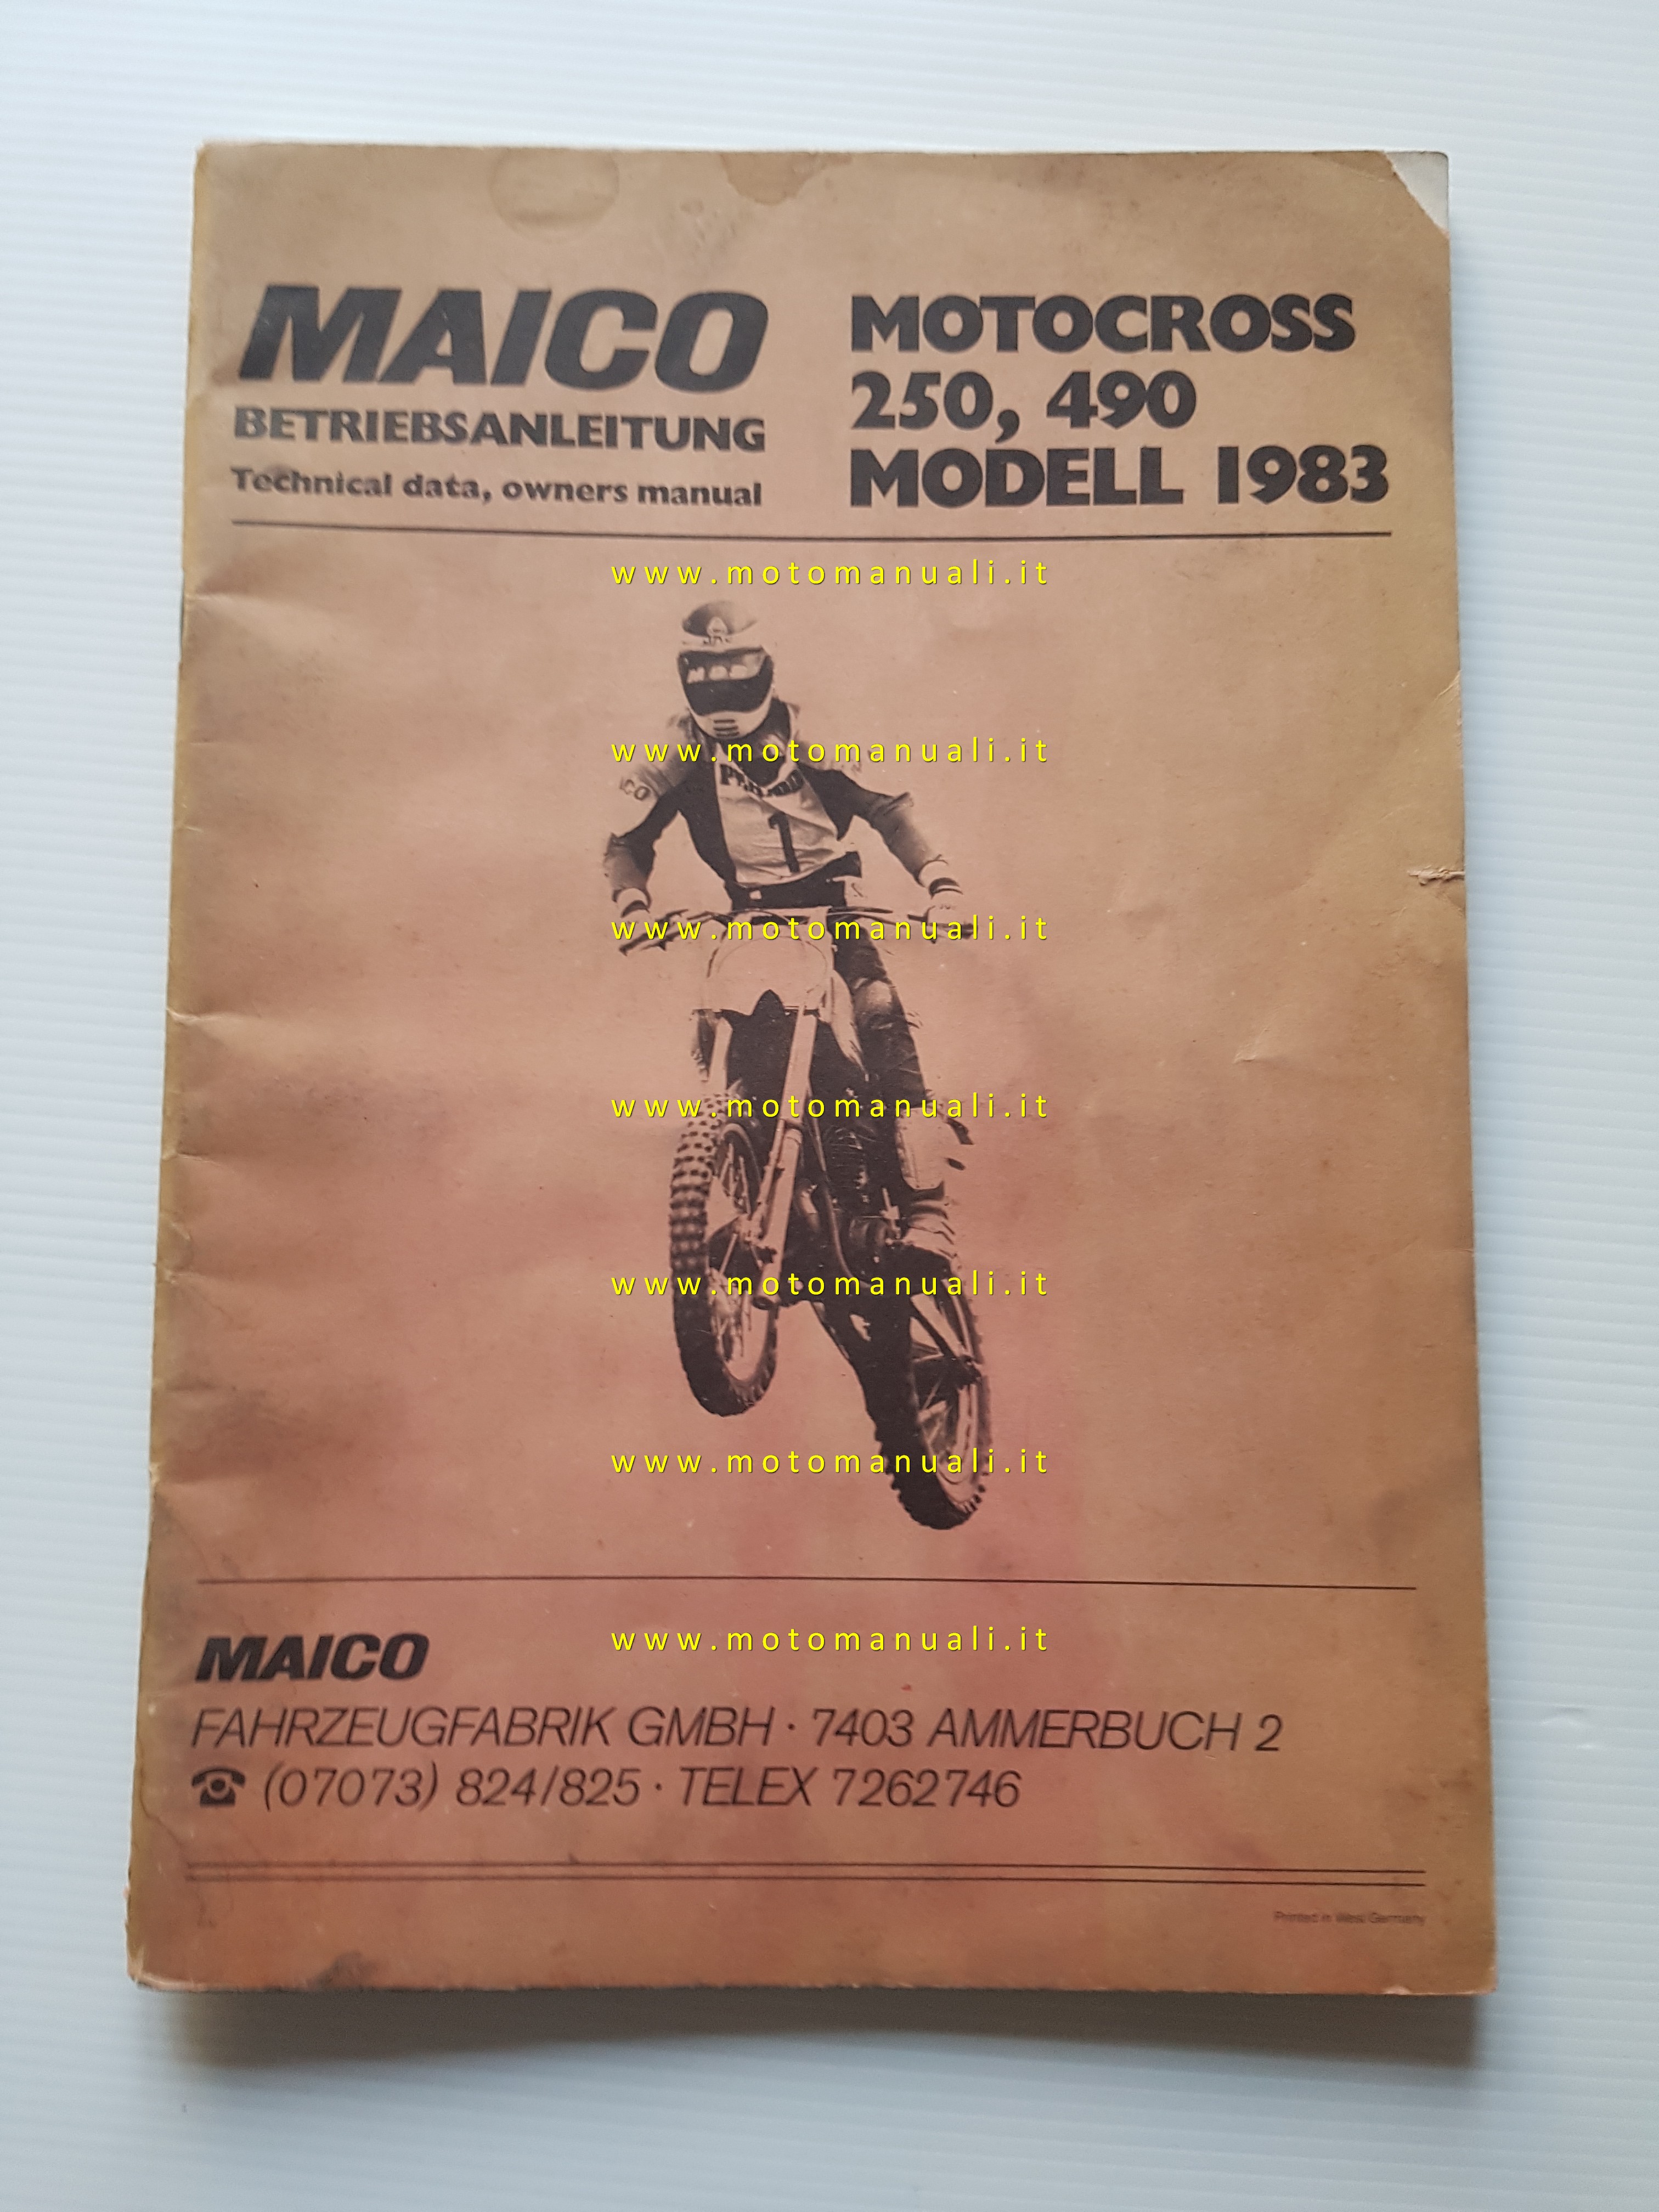 MAICO
BETRIEBSANLEITUNG
Technical data, owners manual
MOTOCROSS
250, 490
MODELL 1983
www.motomanuali.it
www.motomanuali.it
1
www.motomanuali.it
www.motomanuali.it
www.motomanuali.it
www.motomanuali.it
www.motomanuali.it
MAICO
FAHRZEUGFABRIK GMBH · 7403 AMMERBUCH 2
☎ (07073) 824/825 · TELEX 7262746
Printed in West Germany